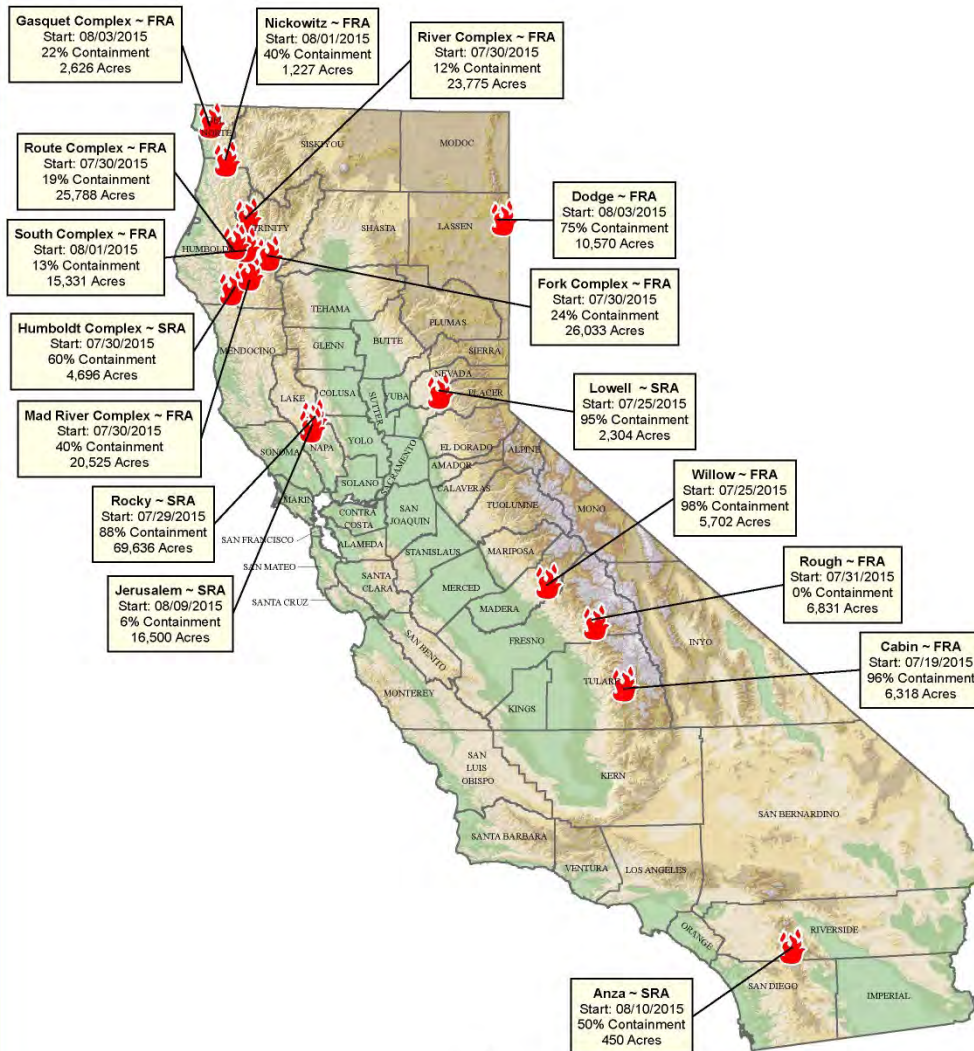 Gasquet Complex ~ FRA
Start: 08/03/2015
22% Containment
2,626 Acres
Nickowitz ~ FRA
Start: 08/01/2015
40% Containment
1,227 Acres
River Complex ~ FRA
Start: 07/30/2015
12% Containment
23,775 Acres
Route Complex ~ FRA
Start: 07/30/2015
19% Containment
25,788 Acres
South Complex ~ FRA
Start: 08/01/2015
13% Containment
15,331 Acres
Humboldt Complex ~ SRA
Start: 07/30/2015
60% Containment
4,696 Acres
Mad River Complex ~ FRA
Start: 07/30/2015
40% Containment
20,525 Acres
Rocky ~ SRA
Start: 07/29/2015
88% Containment
69,636 Acres
Jerusalem ~ SRA
Start: 08/09/2015
6% Containment
16,500 Acres
Dodge ~ FRA
Start: 08/03/2015
75% Containment
10,570 Acres
Fork Complex ~ FRA
Start: 07/30/2015
24% Containment
26,033 Acres
Lowell ~ SRA
Start: 07/25/2015
95% Containment
2,304 Acres
Willow ~ FRA
Start: 07/25/2015
98% Containment
5,702 Acres
Rough ~ FRA
Start: 07/31/2015
0% Containment
6,831 Acres
Cabin ~ FRA
Start: 07/19/2015
96% Containment
6,318 Acres
Anza ~ SRA
Start: 08/10/2015
50% Containment
450 Acres
NORTE
SISKIYOU
MODOC
TRINITY
SHASTA
LASSEN
HUMBOLDT
TEHAMA
PLUMAS
MENDOCINO
GLENN
BUTTE
SIERRA
NEVADA
LAKE
COLUSA
SUTTER
YUBA
PLACER
SONOMA
NAPA
YOLO
EL DORADO
ALPINE
SACRAMENTO
AMADOR
SOLANO
CALAVERAS
MARIN
CONTRA
COSTA
SAN
JOAQUIN
TUOLUMNE
MONO
SAN FRANCISCO
ALAMEDA
STANISLAUS
MARIPOSA
SAN MATEO
SANTA
CLARA
MERCED
SANTA CRUZ
MADERA
SAN BENITO
FRESNO
INYO
MONTEREY
KINGS
TULARE
SAN
LUIS
OBISPO
KERN
SAN BERNARDINO
SANTA BARBARA
VENTURA
LOS ANGELES
ORANGE
RIVERSIDE
SAN DIEGO
IMPERIAL